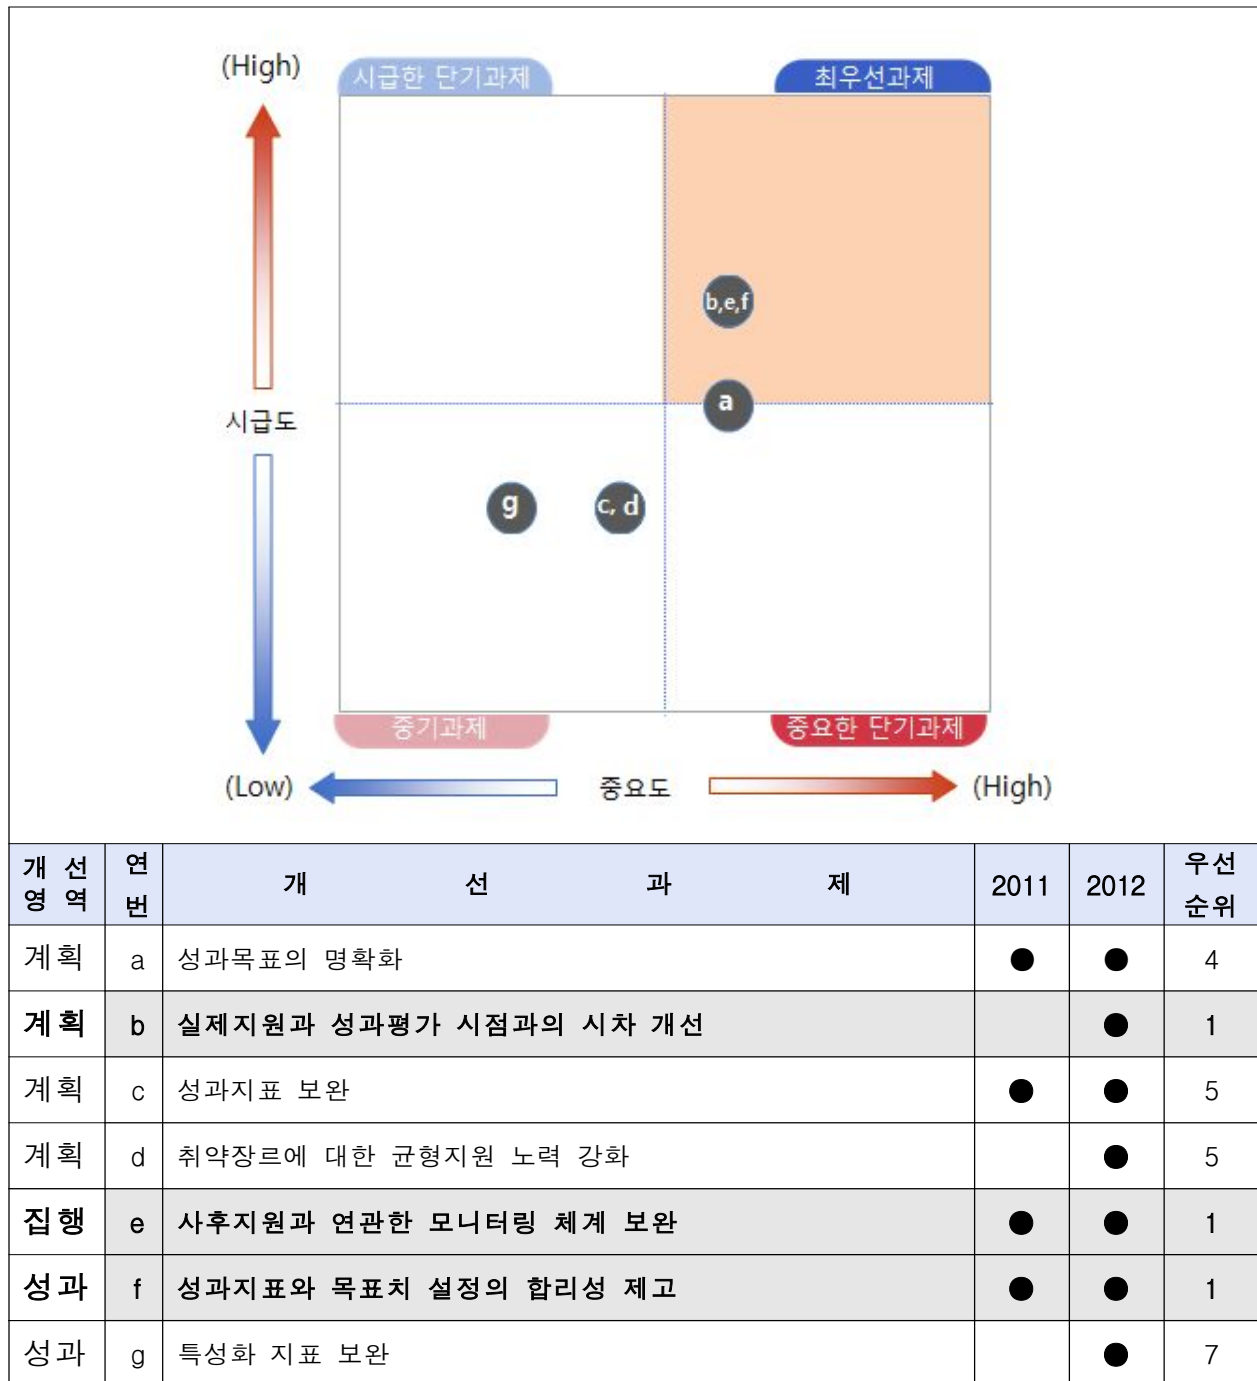 (High)
시급한 단기과제
최우선과제
b,e,f
a
시급도
g
c, d
중기과제
중요한 단기과제
(Low)
중요도
(High)
개 선 영 역 연번 개 선 과 제 2011 2012 우선순위
계획 a 성과목표의 명확화 ● ● 4
계획 b 실제지원과 성과평가 시점과의 시차 개선 ● 1
계획 c 성과지표 보완 ● ● 5
계획 d 취약장르에 대한 균형지원 노력 강화 ● 5
집행 e 사후지원과 연관한 모니터링 체계 보완 ● ● 1
성과 f 성과지표와 목표치 설정의 합리성 제고 ● ● 1
성과 g 특성화 지표 보완 ● 7